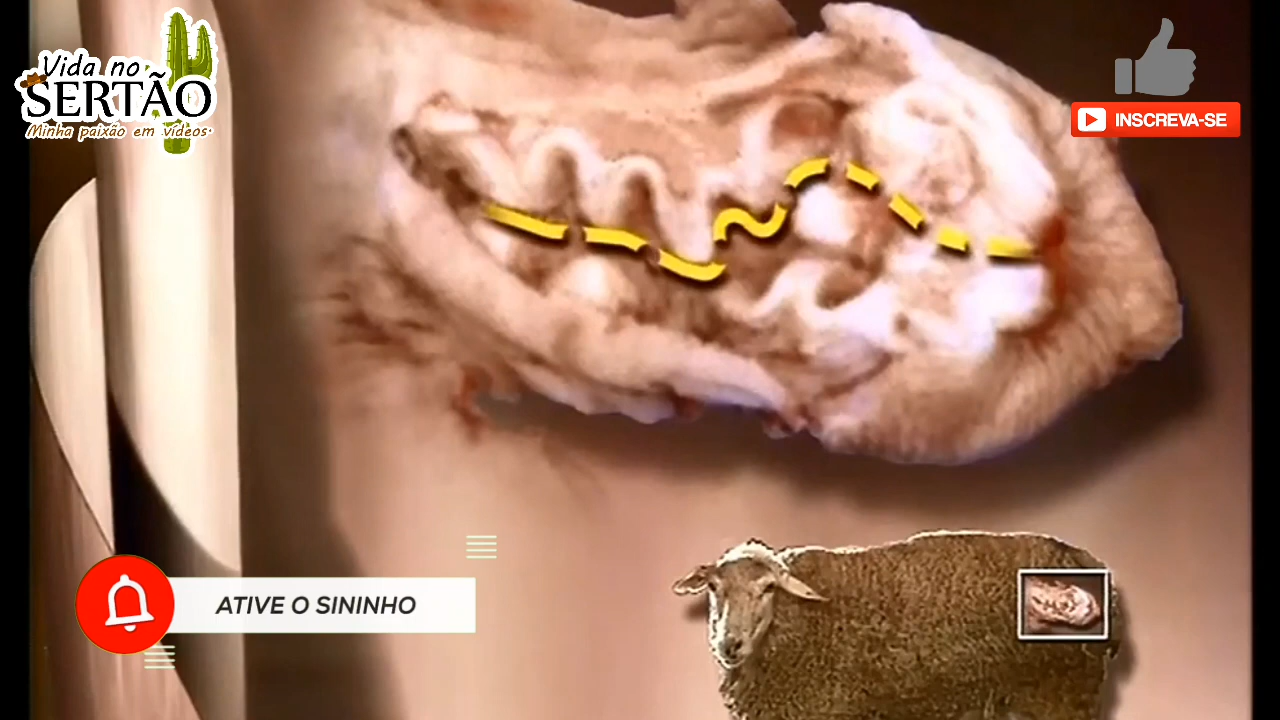 Vida no
SERTÃO
Minha paixão em vídeos
INSCREVA-SE
ATIVE O SININHO